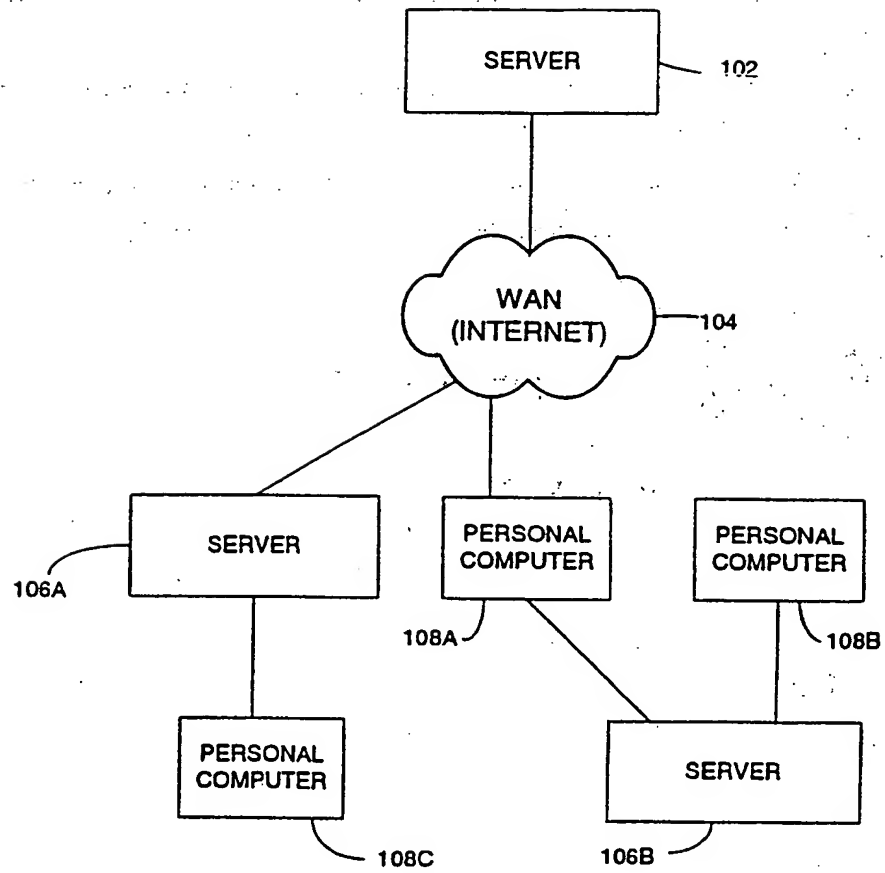 SERVER
102
WAN
(INTERNET)
104
SERVER
106A
PERSONAL
COMPUTER
108A
PERSONAL
COMPUTER
108B
PERSONAL
COMPUTER
108C
SERVER
106B